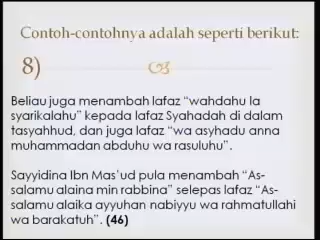 Contoh-contohnya adalah seperti berikut:
8)
Beliau juga menambah lafaz “wahdahu la
syarikalahu” kepada lafaz Syahadah di dalam
tasyahhud, dan juga lafaz “wa asyhadu anna
muhammadan abduhu wa rasuluhu”.
Sayyidina Ibn Mas’ud pula menambah “As-
salamu alaina min rabbina” selepas lafaz “As-
salamu alaika ayyuhan nabiyyu wa rahmatullahi
wa barakatuh”. (46)